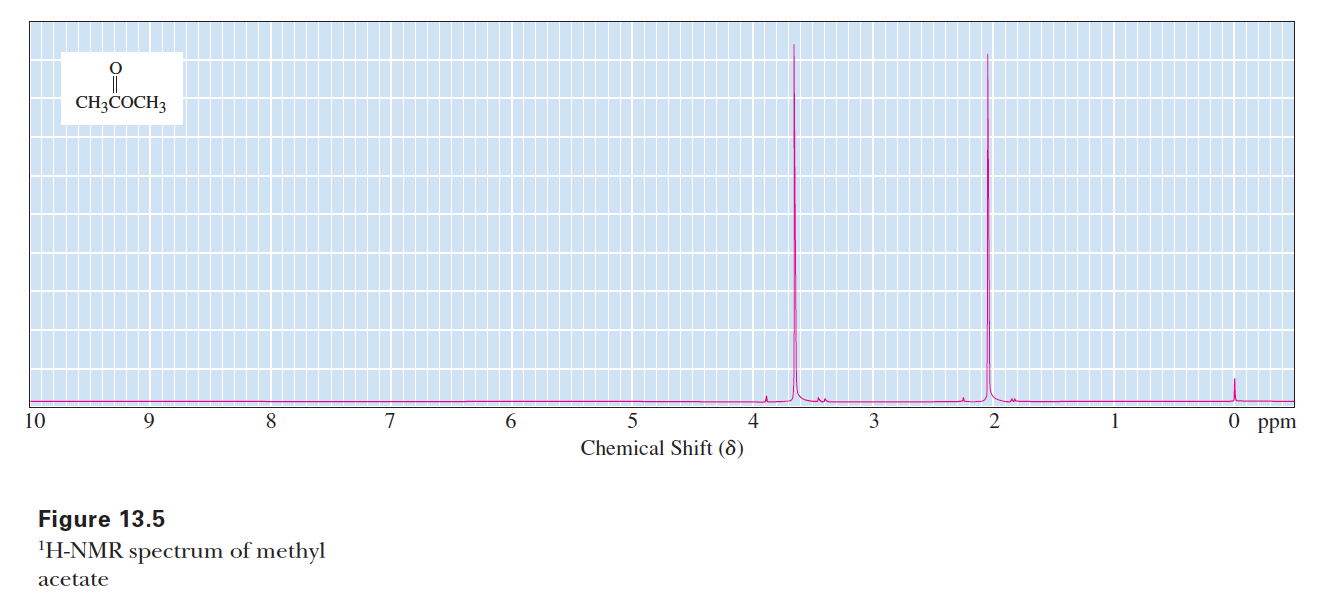 O
CH₃COCH₃
10 9 8 7 6 5 4 3 2 1 0 ppm
Chemical Shift (δ)
Figure 13.5
¹H-NMR spectrum of methyl
acetate